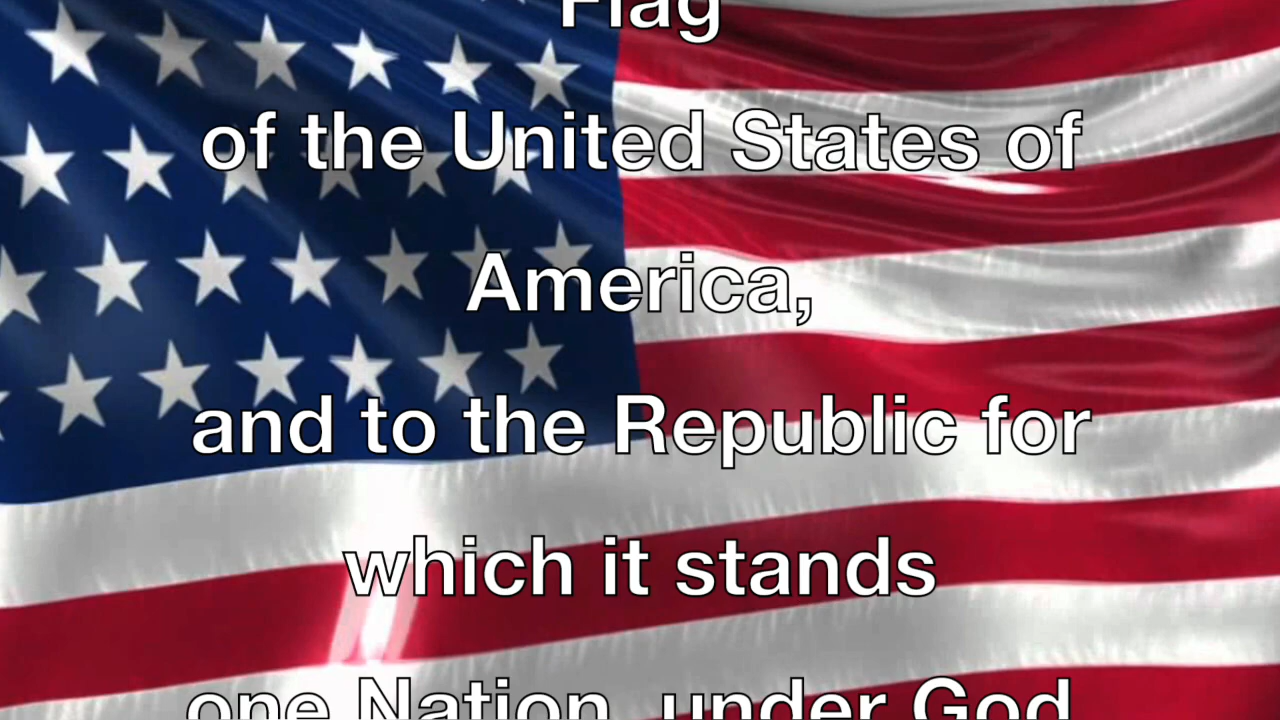 Flag
of the United States of
America,
and to the Republic for
which it stands
one Nation, under God